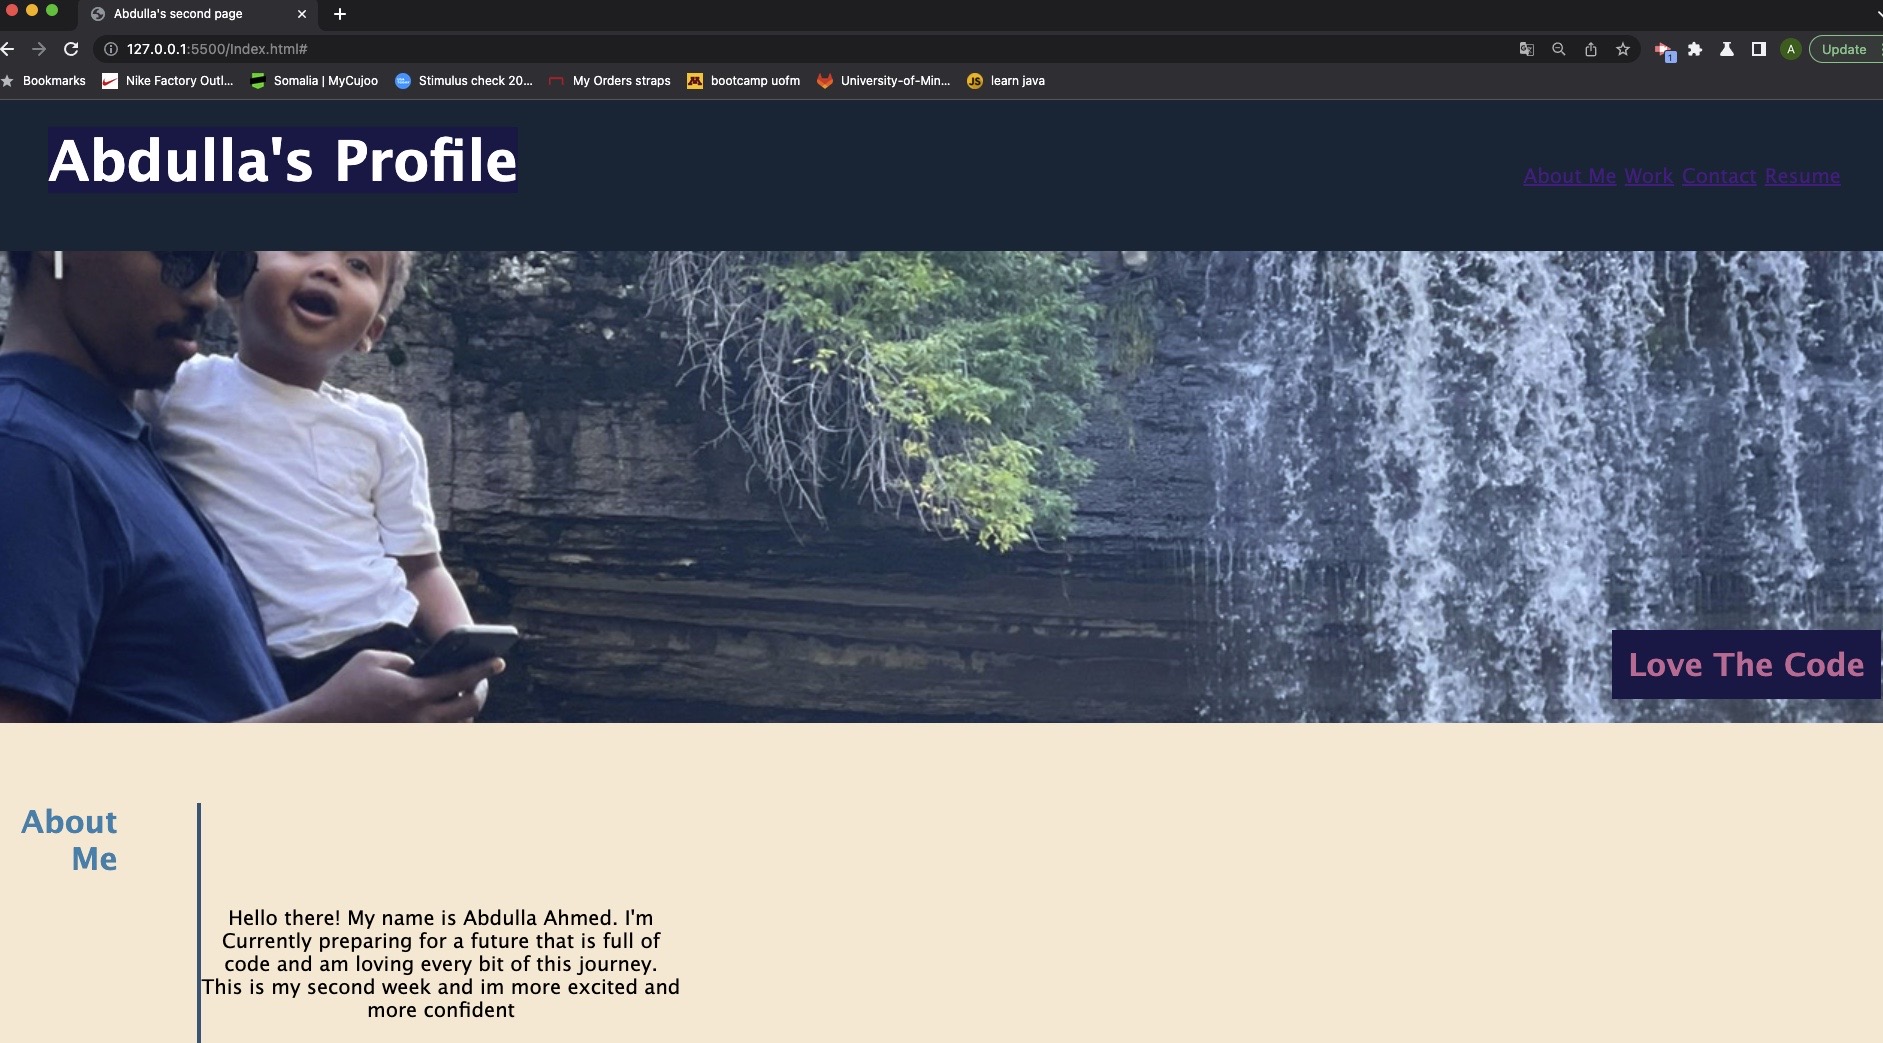 Abdulla's second page
127.0.0.1:5500/Index.html#
Update
Bookmarks Nike Factory Outl... Somalia | MyCujoo Stimulus check 20... My Orders straps bootcamp uofm University-of-Min... JS learn java
A
1
Abdulla's Profile
About Me Work Contact Resume
Love The Code
About
Me
Hello there! My name is Abdulla Ahmed. I'm
Currently preparing for a future that is full of
code and am loving every bit of this journey.
This is my second week and im more excited and
more confident